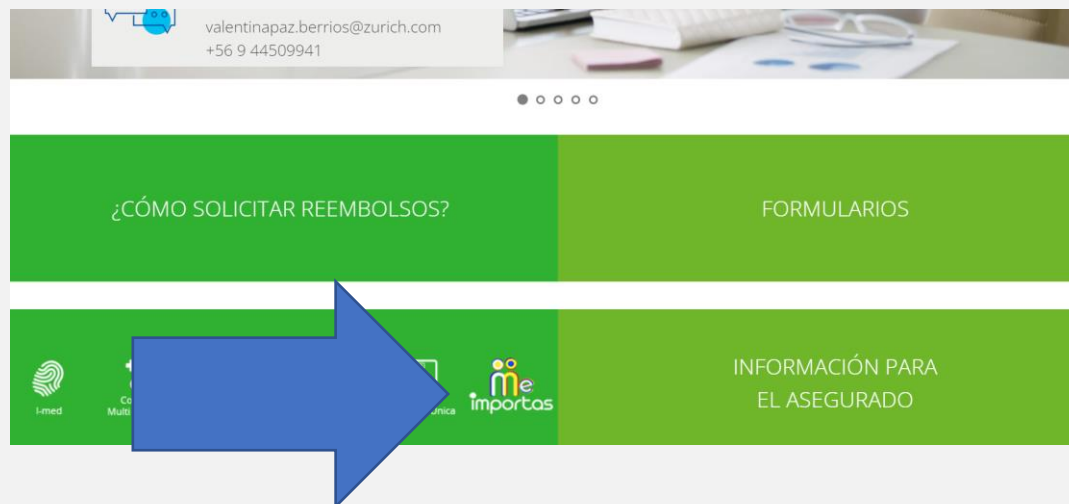 valentinapaz.berrios@zurich.com
+56 9 44509941
¿CÓMO SOLICITAR REEMBOLSOS?
FORMULARIOS
I-med
Me
importas
INFORMACIÓN PARA
EL ASEGURADO